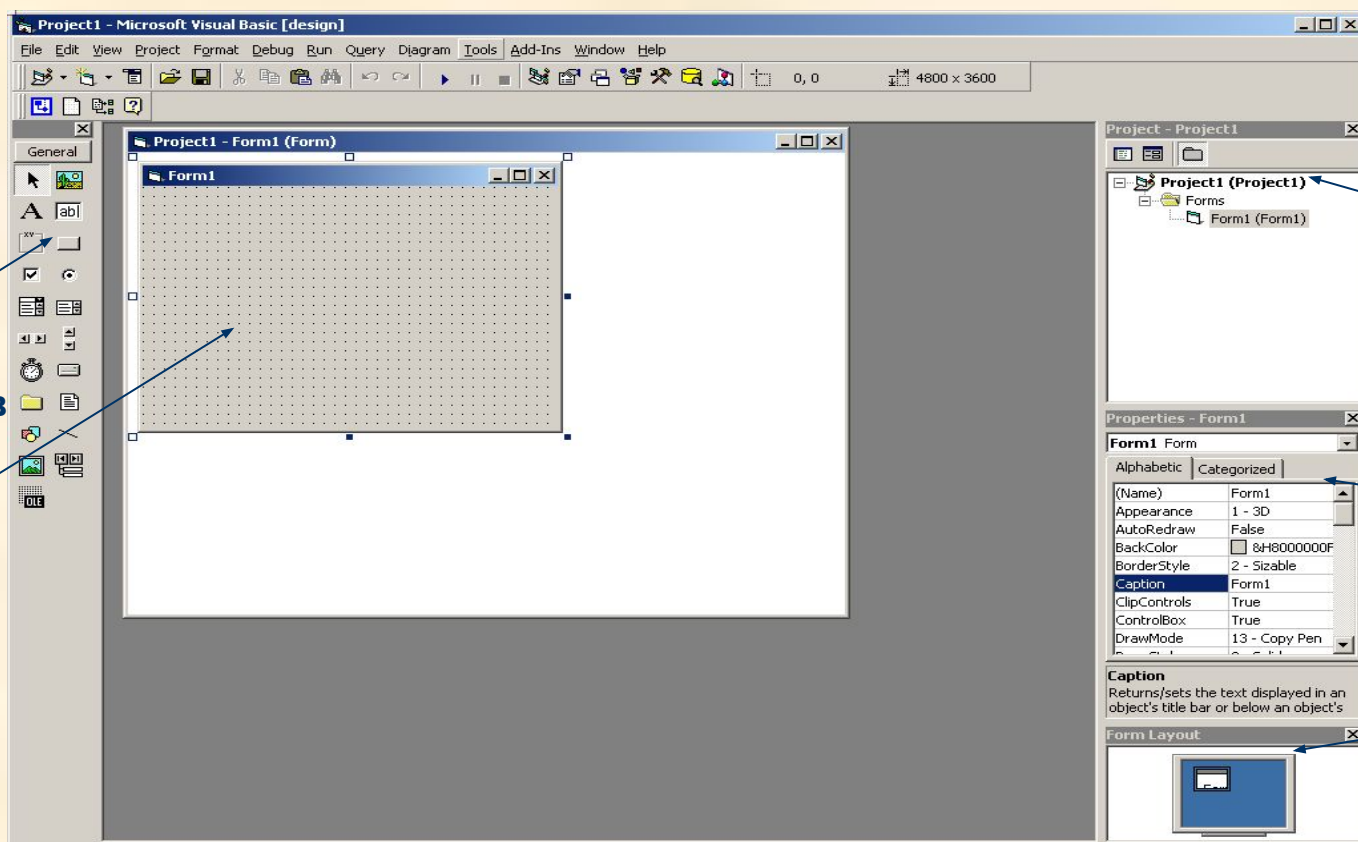 Project1 - Microsoft Visual Basic [design]
File Edit View Project Format Debug Run Query Diagram Tools Add-Ins Window Help
0, 0 4800 x 3600
General
A ab|
XY
OLE
Project1 - Form1 (Form)
Form1
Project - Project1
Project1 (Project1)
Forms
Form1 (Form1)
Properties - Form1
Form1 Form
Alphabetic Categorized
(Name) Form1
Appearance 1 - 3D
AutoRedraw False
BackColor &H8000000F
BorderStyle 2 - Sizable
Caption Form1
ClipControls True
ControlBox True
DrawMode 13 - Copy Pen
Caption
Returns/sets the text displayed in an
object's title bar or below an object's
Form Layout